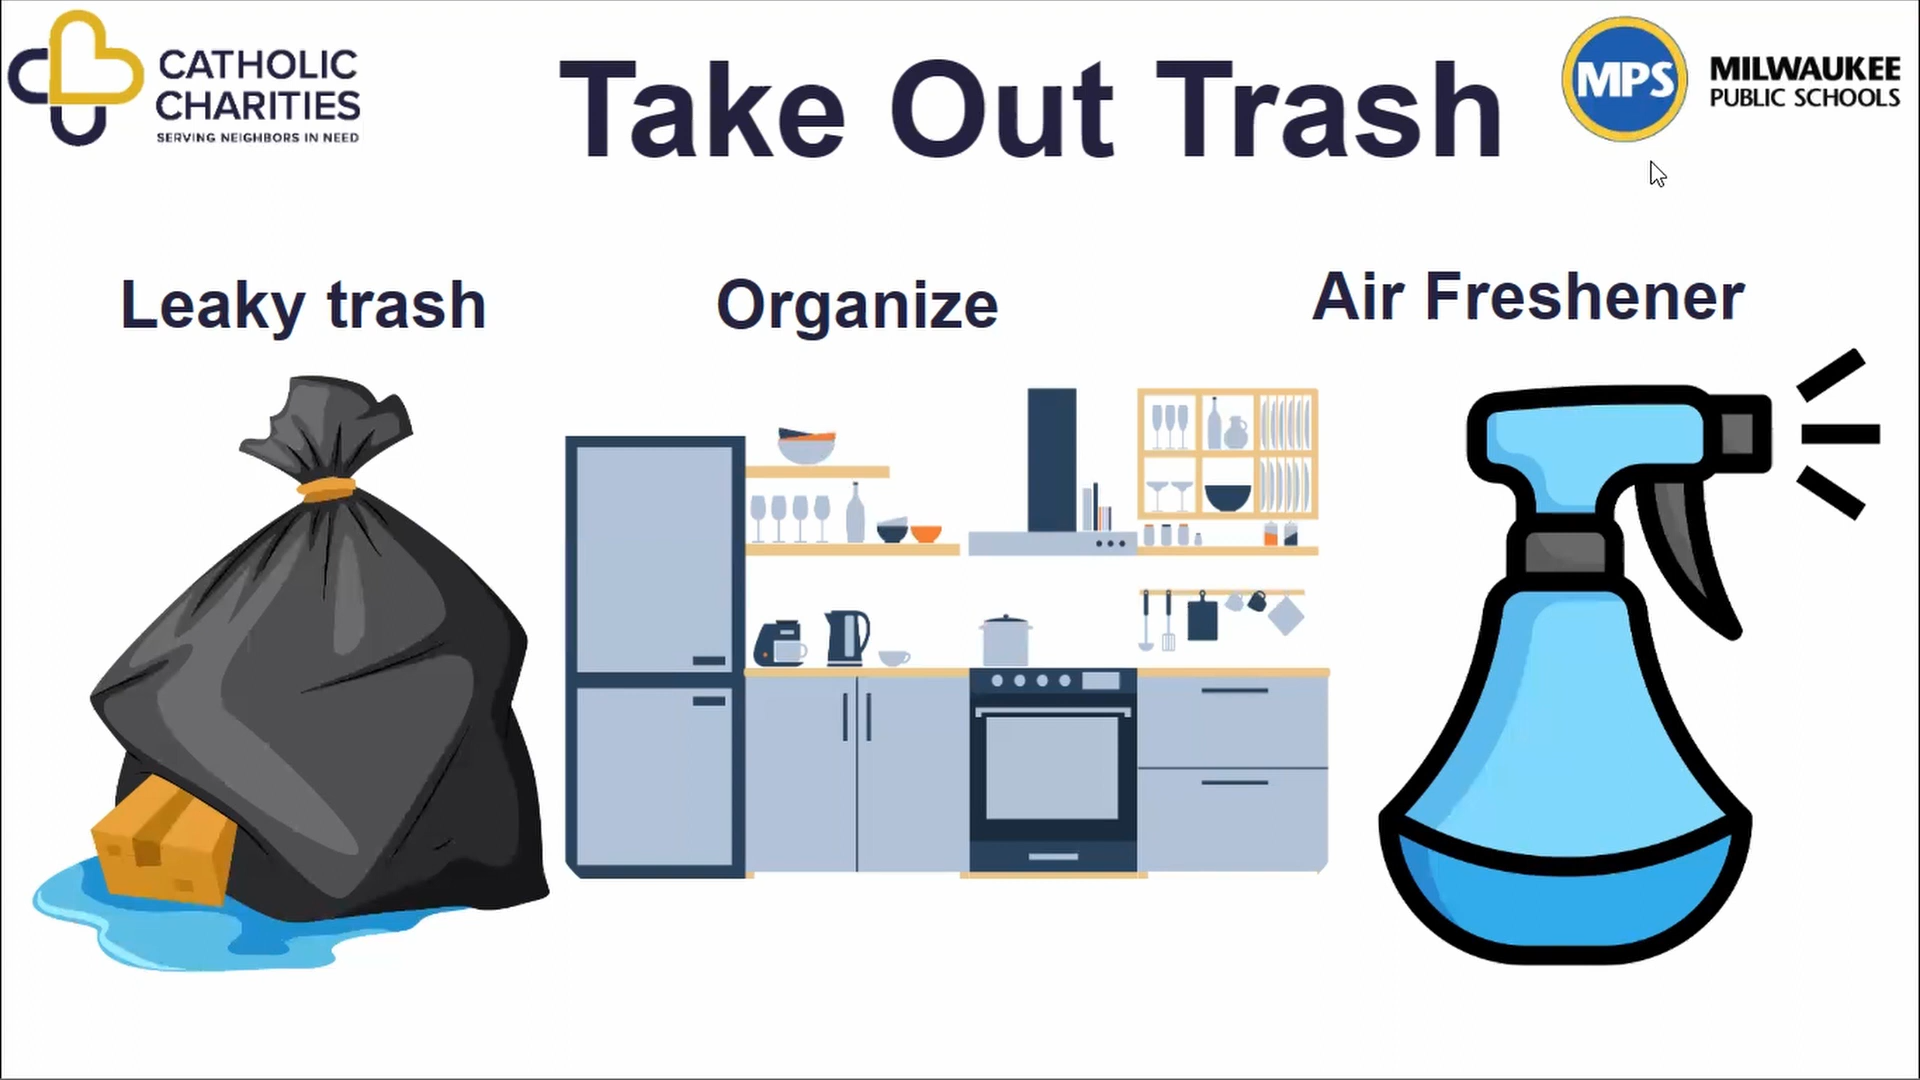 CATHOLIC
CHARITIES
SERVING NEIGHBORS IN NEED
Take Out Trash
MPS
MILWAUKEE
PUBLIC SCHOOLS
Leaky trash
Organize
Air Freshener